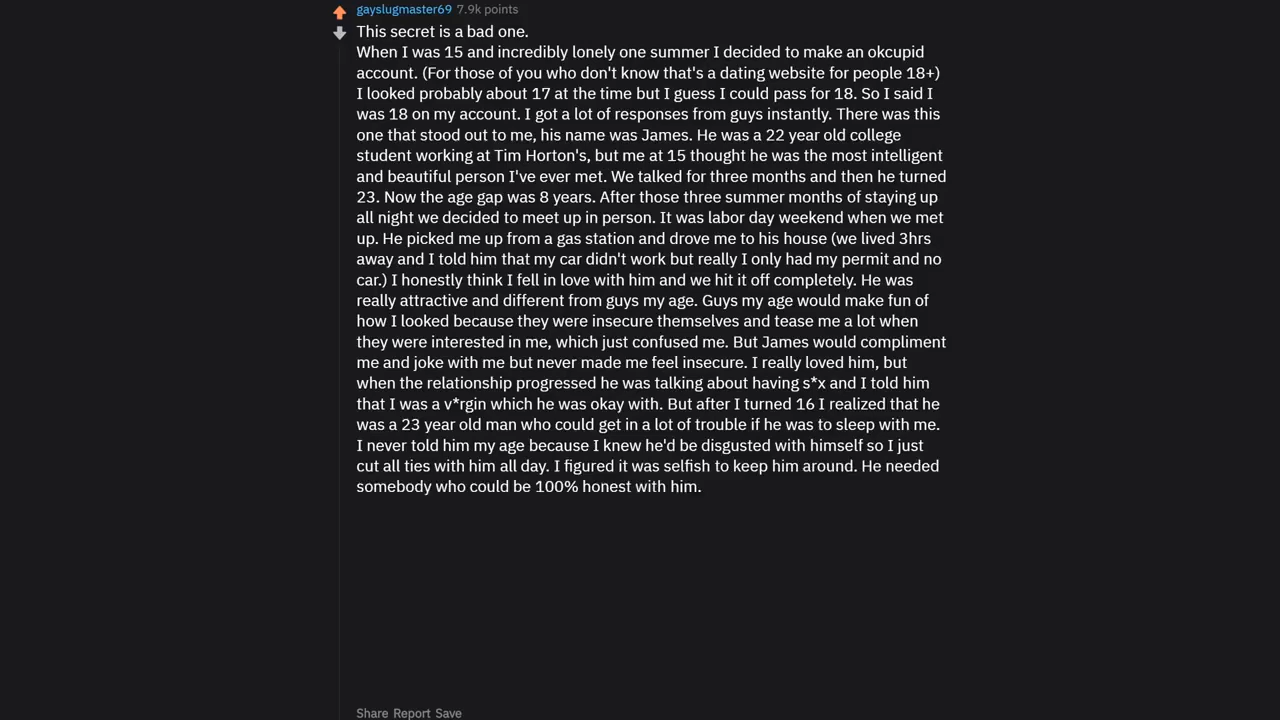 gayslugmaster69 7.9k points
This secret is a bad one.
When I was 15 and incredibly lonely one summer I decided to make an okcupid
account. (For those of you who don't know that's a dating website for people 18+)
I looked probably about 17 at the time but I guess I could pass for 18. So I said I
was 18 on my account. I got a lot of responses from guys instantly. There was this
one that stood out to me, his name was James. He was a 22 year old college
student working at Tim Horton's, but me at 15 thought he was the most intelligent
and beautiful person I've ever met. We talked for three months and then he turned
23. Now the age gap was 8 years. After those three summer months of staying up
all night we decided to meet up in person. It was labor day weekend when we met
up. He picked me up from a gas station and drove me to his house (we lived 3hrs
away and I told him that my car didn't work but really I only had my permit and no
car.) I honestly think I fell in love with him and we hit it off completely. He was
really attractive and different from guys my age. Guys my age would make fun of
how I looked because they were insecure themselves and tease me a lot when
they were interested in me, which just confused me. But James would compliment
me and joke with me but never made me feel insecure. I really loved him, but
when the relationship progressed he was talking about having s*x and I told him
that I was a v*rgin which he was okay with. But after I turned 16 I realized that he
was a 23 year old man who could get in a lot of trouble if he was to sleep with me.
I never told him my age because I knew he'd be disgusted with himself so I just
cut all ties with him all day. I figured it was selfish to keep him around. He needed
somebody who could be 100% honest with him.
Share Report Save